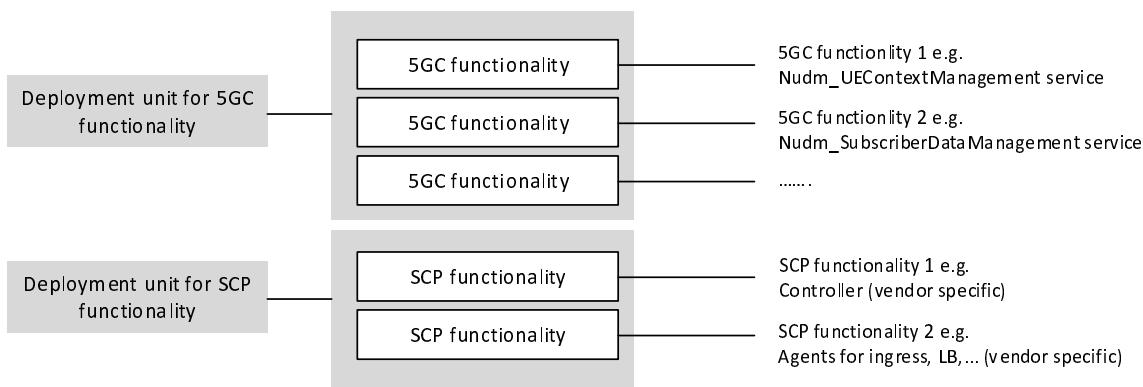 Deployment unit for 5GC
functionality
5GC functionality
5GC functionality
5GC functionality
5GC functionlity 1 e.g.
Nudm_UEContextManagement service
5GC functionlity 2 e.g.
Nudm_SubscriberDataManagement service
…....
Deployment unit for SCP
functionality
SCP functionality
SCP functionality
SCP functionality 1 e.g.
Controller (vendor specific)
SCP functionality 2 e.g.
Agents for ingress, LB,... (vendor specific)